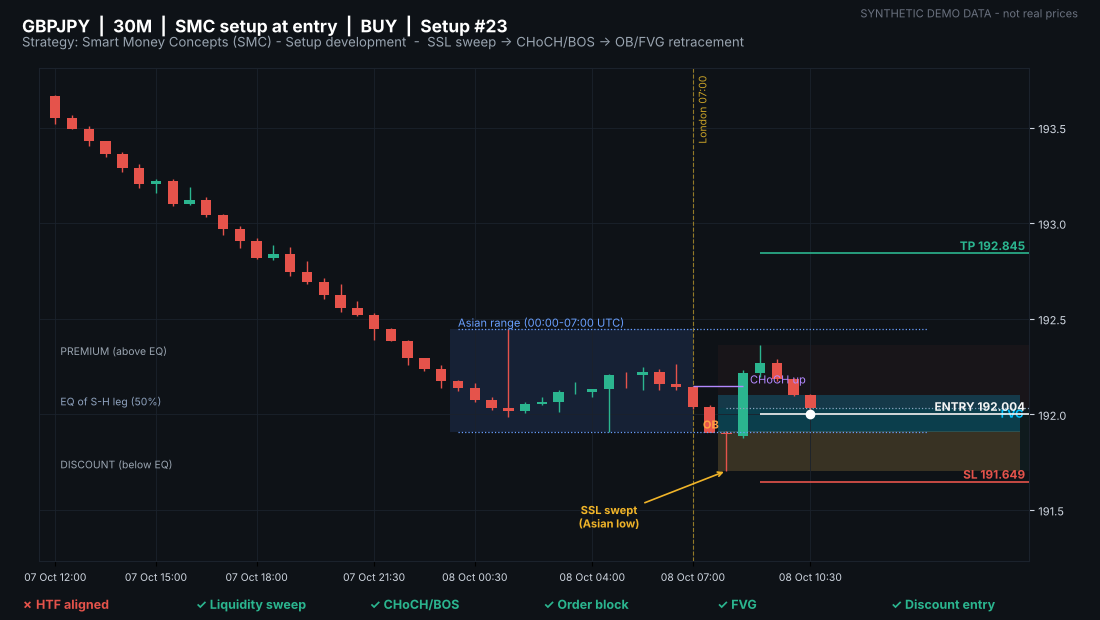 GBPJPY | 30M | SMC setup at entry | BUY | Setup #23
SYNTHETIC DEMO DATA - not real prices
Strategy: Smart Money Concepts (SMC) - Setup development - SSL sweep → CHoCH/BOS → OB/FVG retracement
London 07:00
193.5
193.0
TP 192.845
192.5
Asian range (00:00-07:00 UTC)
PREMIUM (above EQ)
CHoCH up
EQ of S-H leg (50%)
ENTRY 192.004
FVG
192.0
OB
DISCOUNT (below EQ)
SL 191.649
SSL swept
(Asian low)
191.5
07 Oct 12:00 07 Oct 15:00 07 Oct 18:00 07 Oct 21:30 08 Oct 00:30 08 Oct 04:00 08 Oct 07:00 08 Oct 10:30
× HTF aligned ✓ Liquidity sweep ✓ CHoCH/BOS ✓ Order block ✓ FVG ✓ Discount entry